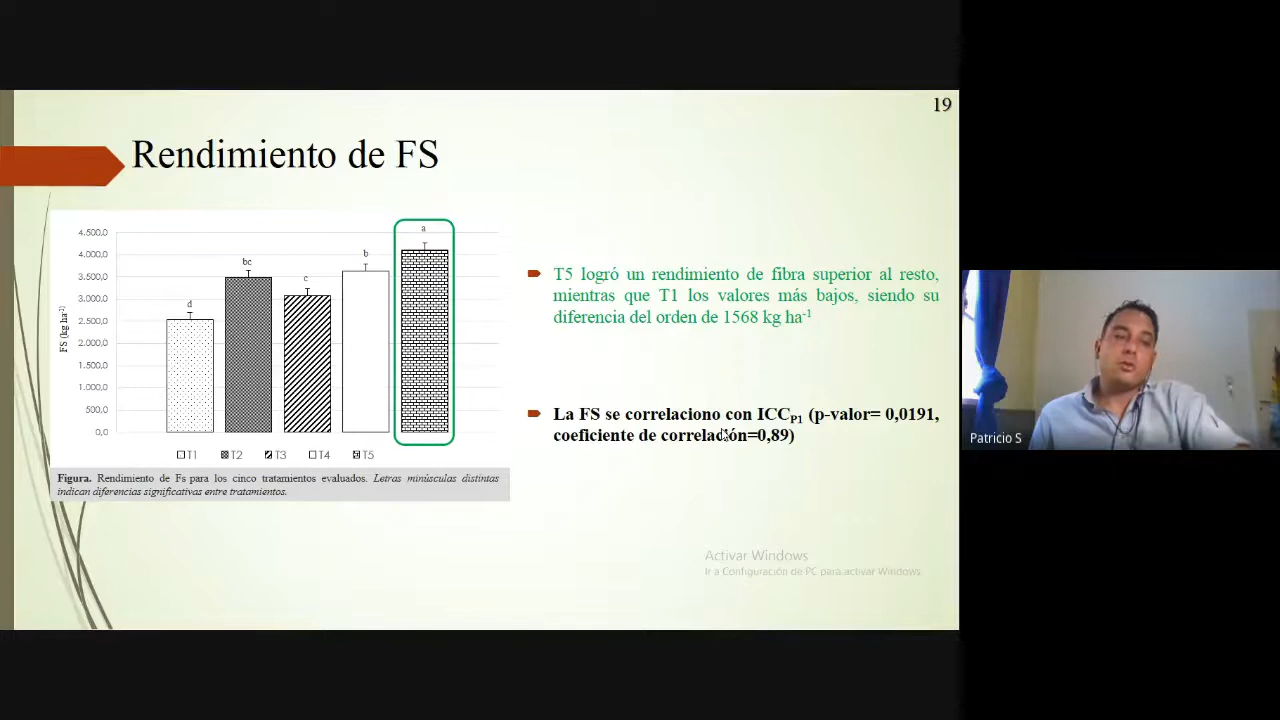 19
Rendimiento de FS
4.500,0
4.000,0
3.500,0
3.000,0
2.500,0
2.000,0
1.500,0
1.000,0
500,0
0,0
FS (kg ha⁻¹)
d
bc
c
b
a
T1 T2 T3 T4 T5
Figura. Rendimiento de Fs para los cinco tratamientos evaluados. Letras minúsculas distintas
indican diferencias significativas entre tratamientos.
T5 logró un rendimiento de fibra superior al resto,
mientras que T1 los valores más bajos, siendo su
diferencia del orden de 1568 kg ha⁻¹
La FS se correlaciono con ICCP1 (p-valor= 0,0191,
coeficiente de correlación=0,89)
Activar Windows
Ir a Configuración de PC para activar Windows.
Patricio S